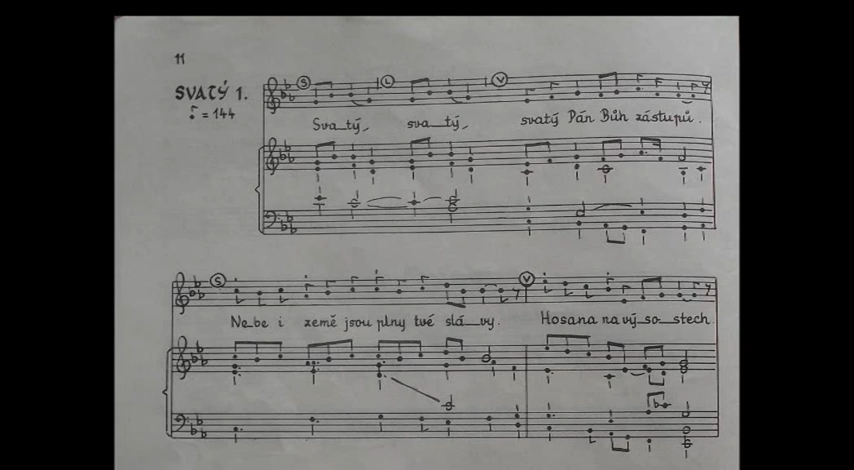 11
SVATÝ 1.
= 144
S L V
Sva_tý, sva_tý, svatý Pán Bůh zástupů.
S V
Ne_be i země jsou plny tvé slá_vy. Hosana na vý_so_stech